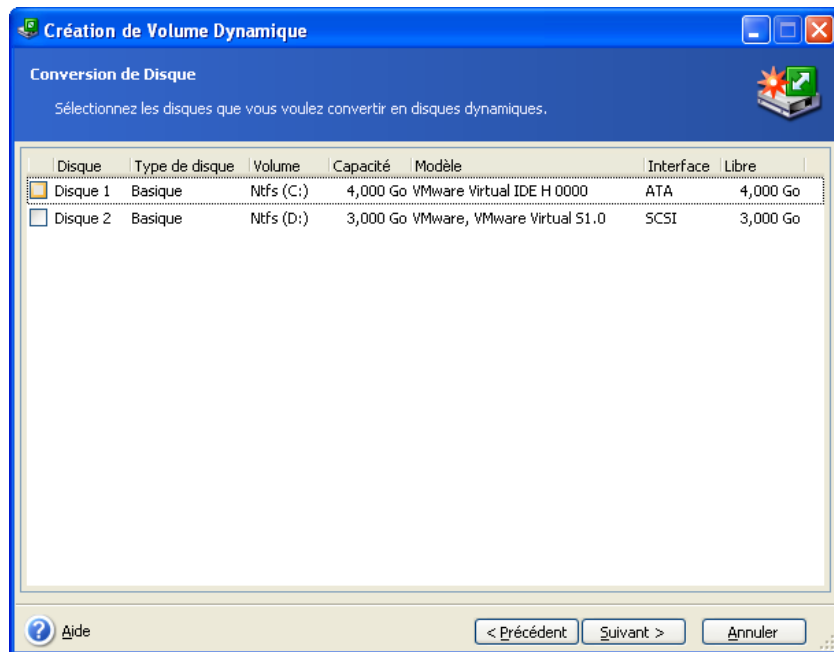 Création de Volume Dynamique
Conversion de Disque
Sélectionnez les disques que vous voulez convertir en disques dynamiques.
Disque Type de disque Volume Capacité Modèle Interface Libre
Disque 1 Basique Ntfs (C:) 4,000 Go VMware Virtual IDE H 0000 ATA 4,000 Go
Disque 2 Basique Ntfs (D:) 3,000 Go VMware, VMware Virtual S1.0 SCSI 3,000 Go
Aide < Précédent Suivant > Annuler